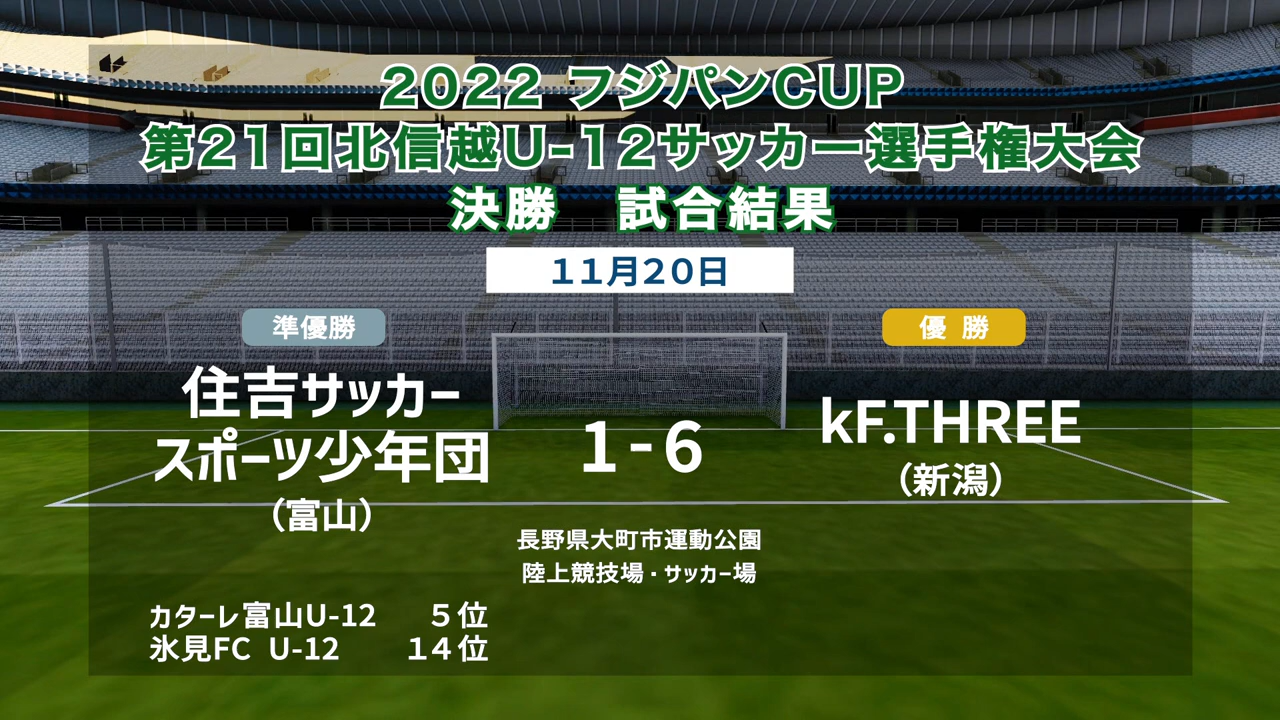 2022 フジパンCUP
第21回北信越U-12サッカー選手権大会
決勝　試合結果
11月20日
準優勝
住吉サッカー
スポーツ少年団
（富山）
1-6
優 勝
kF.THREE
（新潟）
長野県大町市運動公園
陸上競技場・サッカー場
カターレ富山U-12　５位
氷見FC U-12　１４位